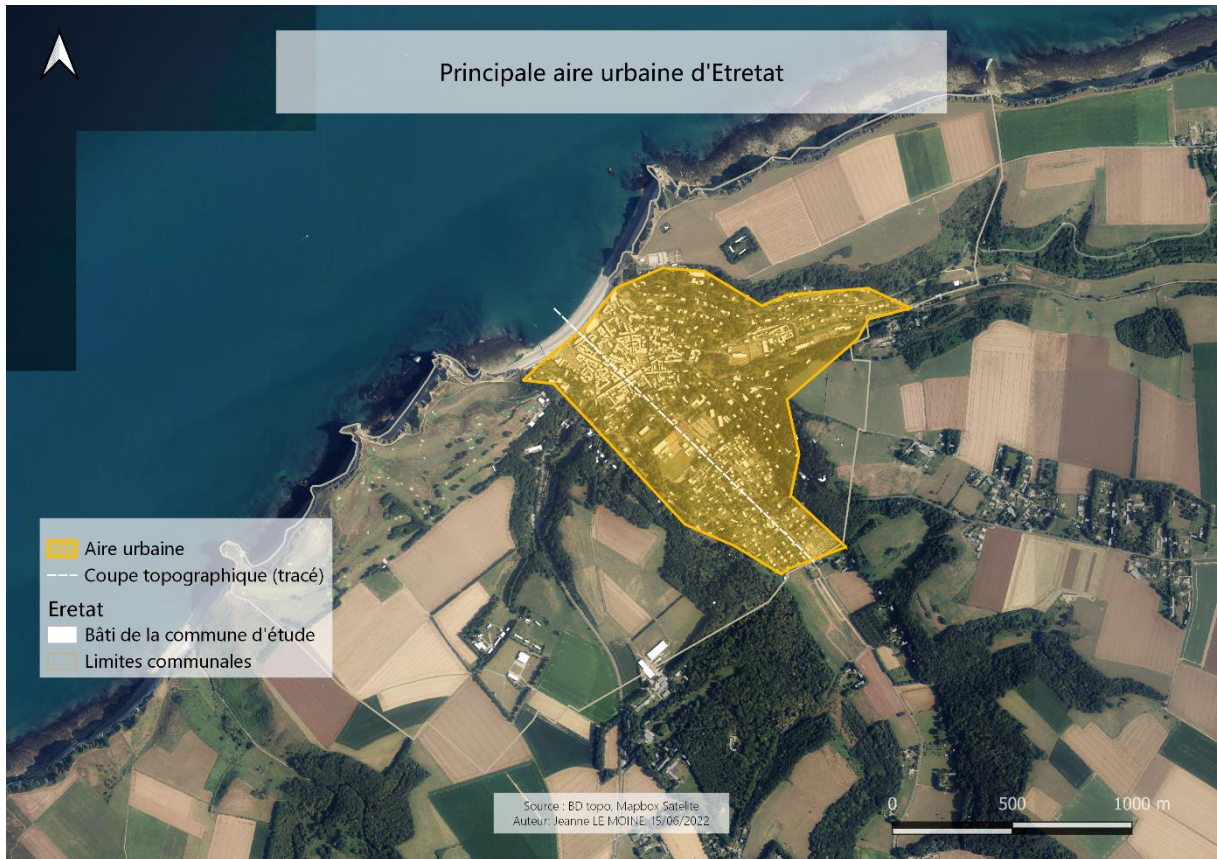 Principale aire urbaine d'Etretat
Aire urbaine
Coupe topographique (tracé)
Eretat
Bâti de la commune d'étude
Limites communales
Source : BD topo, Mapbox Satelite
Auteur: Jeanne LE MOINE, 15/06/2022
0 500 1000 m